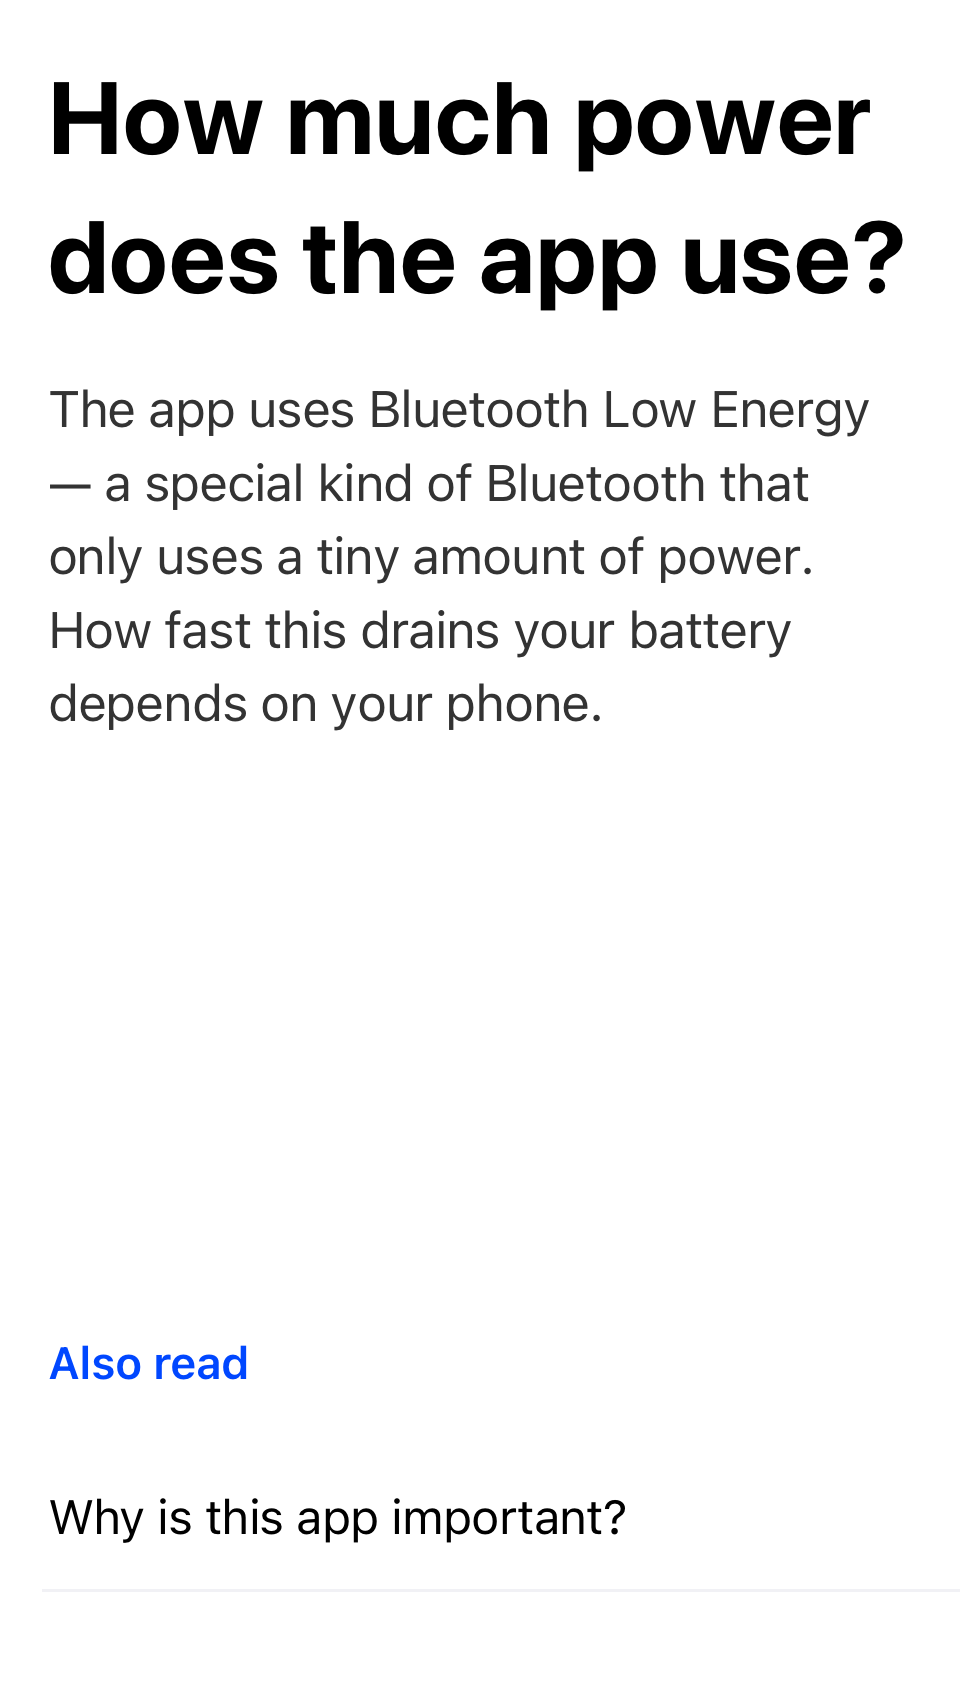 How much power
does the app use?
The app uses Bluetooth Low Energy
— a special kind of Bluetooth that
only uses a tiny amount of power.
How fast this drains your battery
depends on your phone.
Also read
Why is this app important?